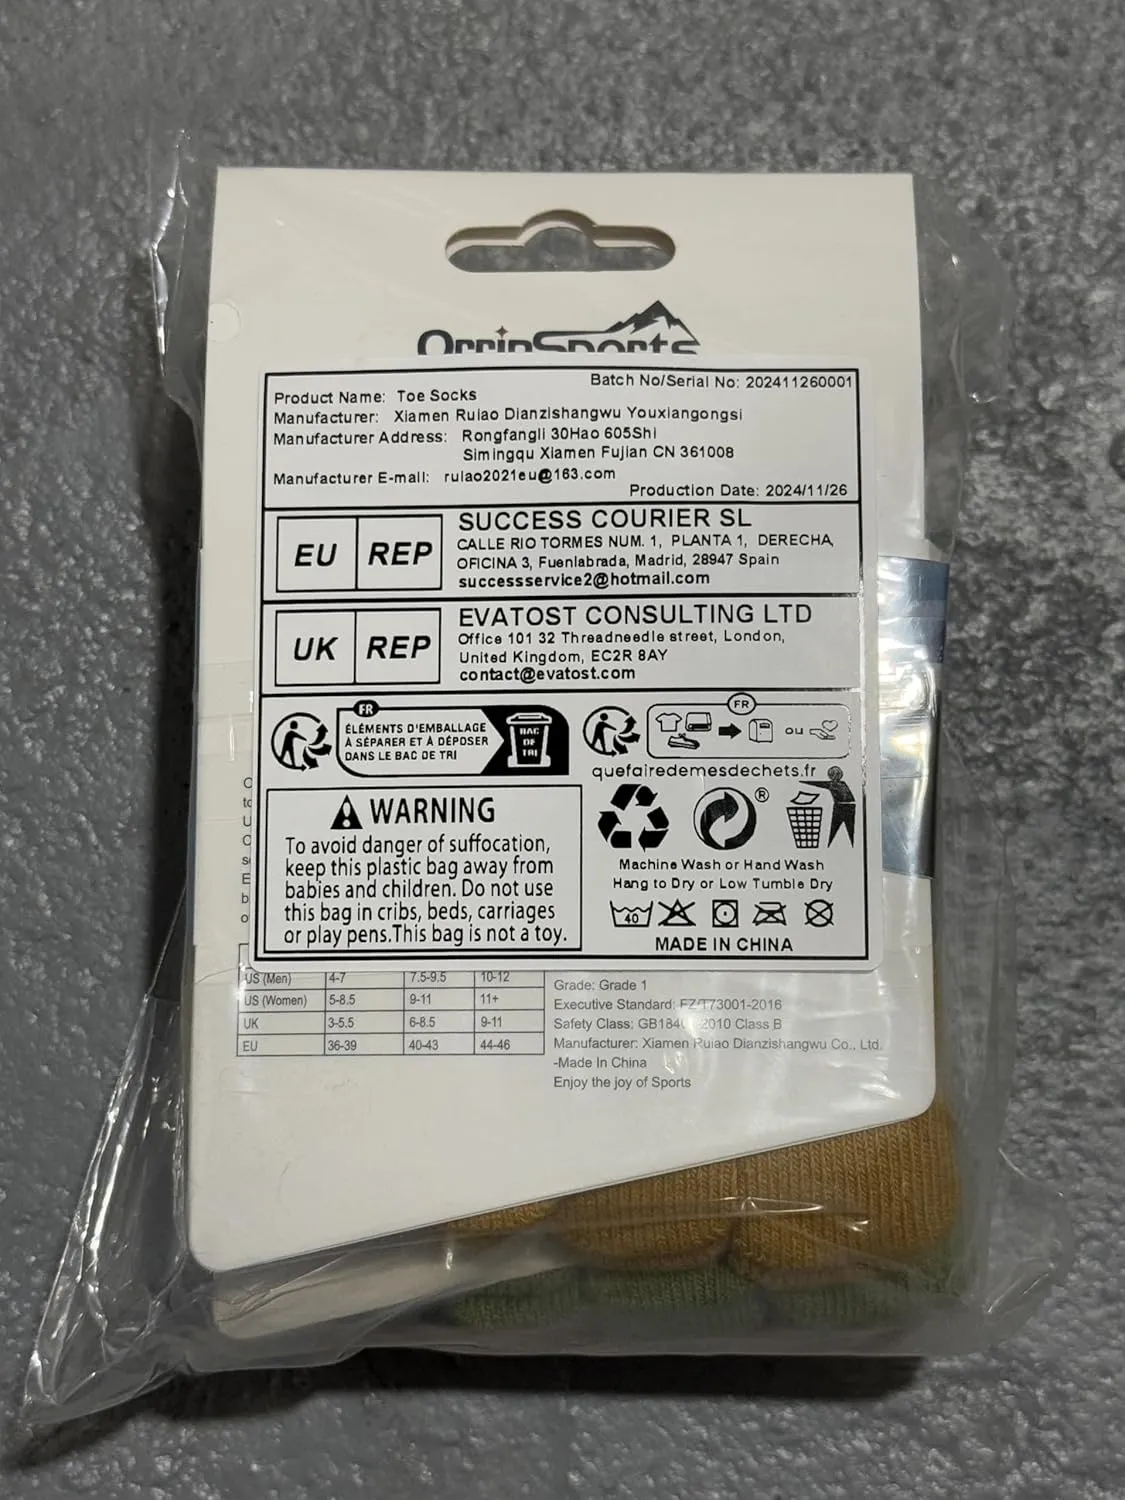 OrrinSports
Batch No/Serial No: 202411260001
Product Name: Toe Socks
Manufacturer: Xiamen Ruiao Dianzishangwu Youxiangongsi
Manufacturer Address: Rongfangli 30Hao 605Shi
Simingqu Xiamen Fujian CN 361008
Manufacturer E-mail: ruiao2021eu@163.com
Production Date: 2024/11/26
EU REP
SUCCESS COURIER SL
CALLE RIO TORMES NUM. 1, PLANTA 1, DERECHA,
OFICINA 3, Fuenlabrada, Madrid, 28947 Spain
successservice2@hotmail.com
UK REP
EVATOST CONSULTING LTD
Office 101 32 Threadneedle street, London,
United Kingdom, EC2R 8AY
contact@evatost.com
FR
ÉLÉMENTS D'EMBALLAGE
À SÉPARER ET À DÉPOSER
DANS LE BAC DE TRI
BAC
DE
TRI
FR
ou
quefairedemesdechets.fr
®
WARNING
To avoid danger of suffocation,
keep this plastic bag away from
babies and children. Do not use
this bag in cribs, beds, carriages
or play pens.This bag is not a toy.
Machine Wash or Hand Wash
Hang to Dry or Low Tumble Dry
40
MADE IN CHINA
US (Men) 4-7 7.5-9.5 10-12
US (Women) 5-8.5 9-11 11+
UK 3-5.5 6-8.5 9-11
EU 36-39 40-43 44-46
Grade: Grade 1
Executive Standard: FZ/T73001-2016
Safety Class: GB184 2010 Class B
Manufacturer: Xiamen Ruiao Dianzishangwu Co., Ltd.
-Made In China
Enjoy the joy of Sports